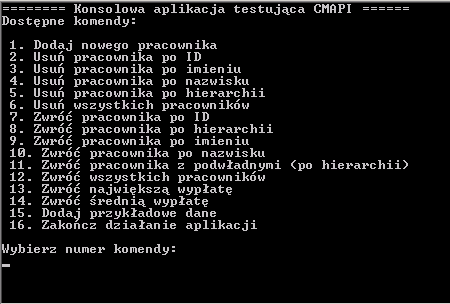 ======== Konsolowa aplikacja testująca CMAPI ======
Dostępne komendy:
1. Dodaj nowego pracownika
2. Usuń pracownika po ID
3. Usuń pracownika po imieniu
4. Usuń pracownika po nazwisku
5. Usuń pracownika po hierarchii
6. Usuń wszystkich pracowników
7. Zwróć pracownika po ID
8. Zwróć pracownika po hierarchii
9. Zwróć pracownika po imieniu
10. Zwróć pracownika po nazwisku
11. Zwróć pracownika z podwładnymi (po hierarchii)
12. Zwróć wszystkich pracowników
13. Zwróć największą wypłatę
14. Zwróć średnią wypłatę
15. Dodaj przykładowe dane
16. Zakończ działanie aplikacji
Wybierz numer komendy: